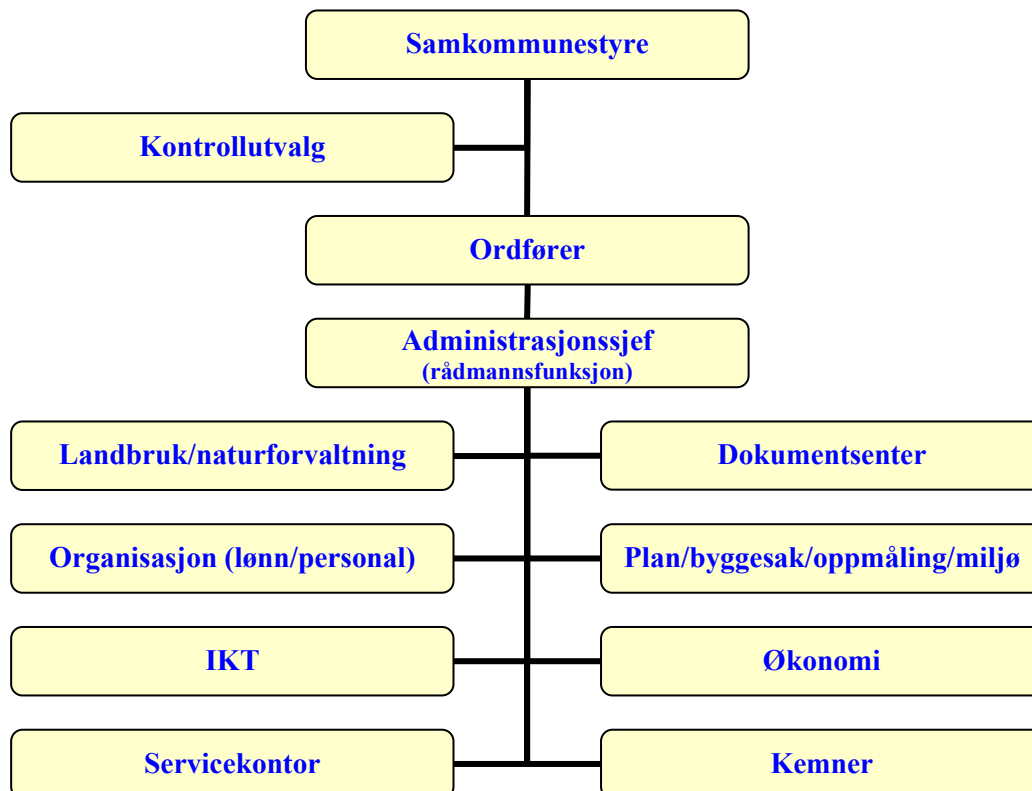 Samkommunestyre
Kontrollutvalg
Ordfører
Administrasjonssjef
(rådmannsfunksjon)
Landbruk/naturforvaltning
Dokumentsenter
Organisasjon (lønn/personal)
Plan/byggesak/oppmåling/miljø
IKT
Økonomi
Servicekontor
Kemner